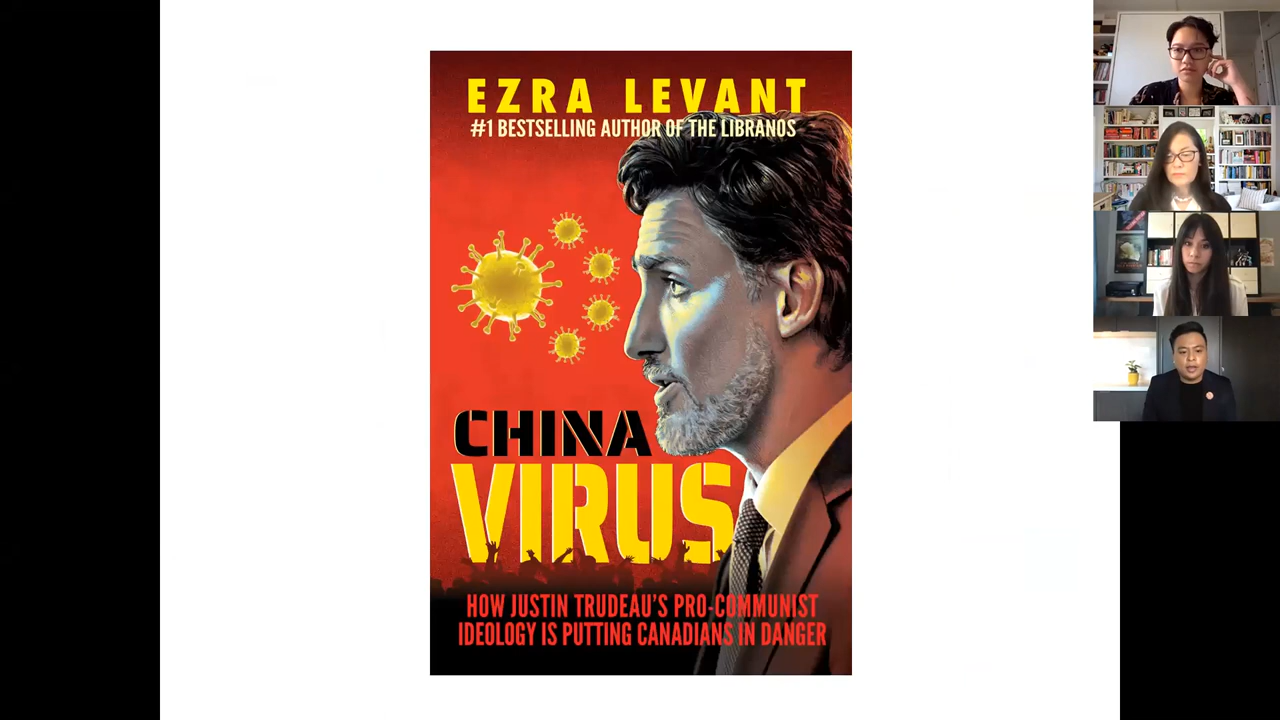 EZRA LEVANT
#1 BESTSELLING AUTHOR OF THE LIBRANOS
CHINA
VIRUS
HOW JUSTIN TRUDEAU'S PRO-COMMUNIST
IDEOLOGY IS PUTTING CANADIANS IN DANGER